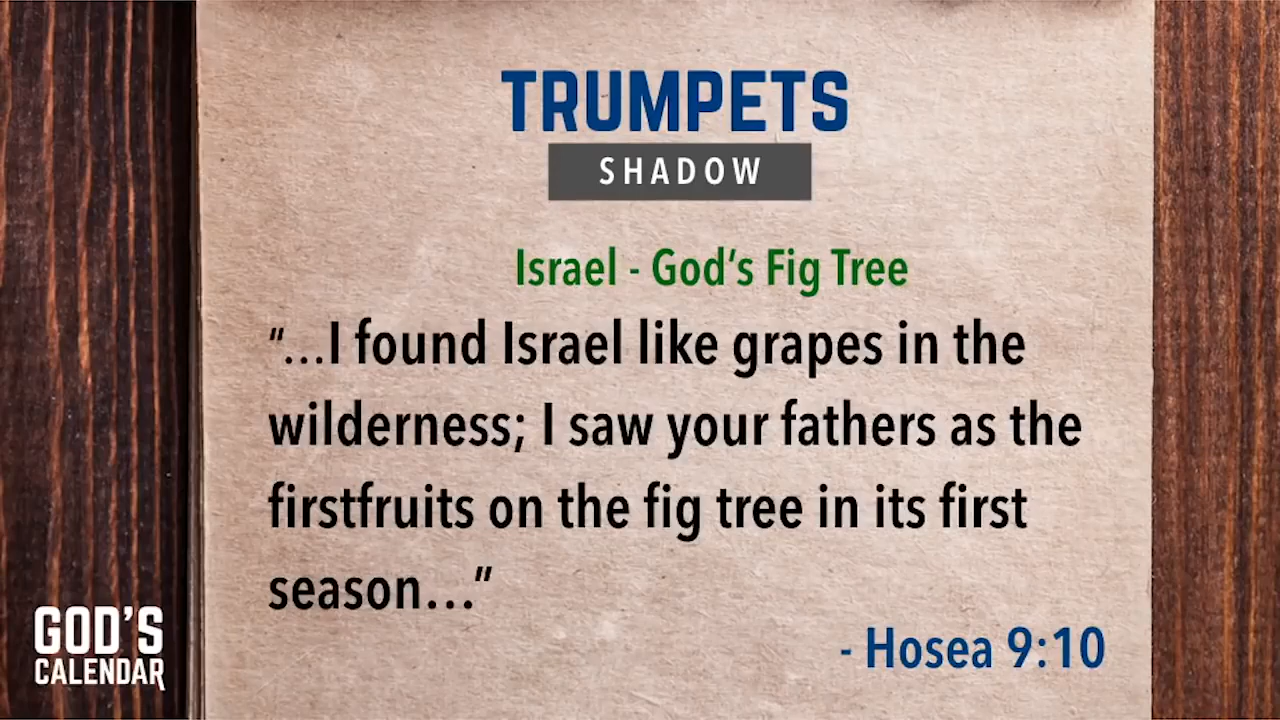 TRUMPETS
SHADOW
Israel - God‘s Fig Tree
“…I found Israel like grapes in the
wilderness; I saw your fathers as the
firstfruits on the fig tree in its first
season…”
- Hosea 9:10
GOD’S
CALENDAR